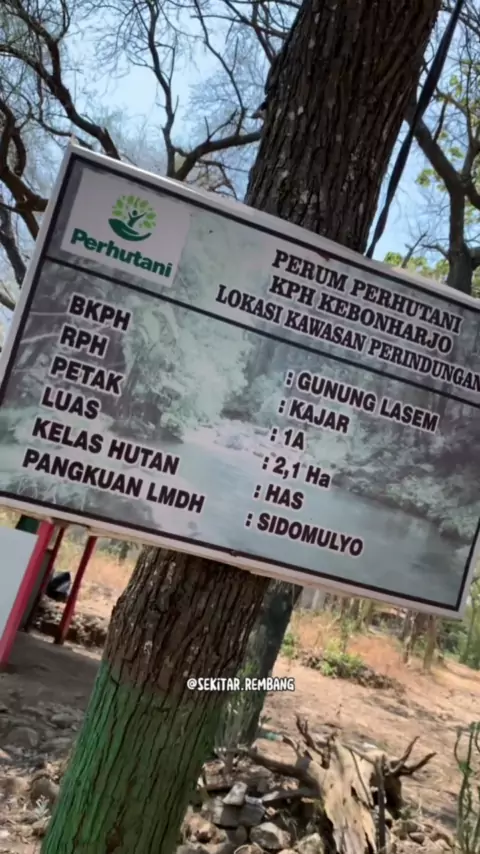 Perhutani
PERUM PERHUTANI
KPH KEBONHARJO
LOKASI KAWASAN PERINDUNGAN
BKPH : GUNUNG LASEM
RPH : KAJAR
PETAK : 1A
LUAS : 2,1 Ha
KELAS HUTAN : HAS
PANGKUAN LMDH : SIDOMULYO
@SEKITAR.REMBANG